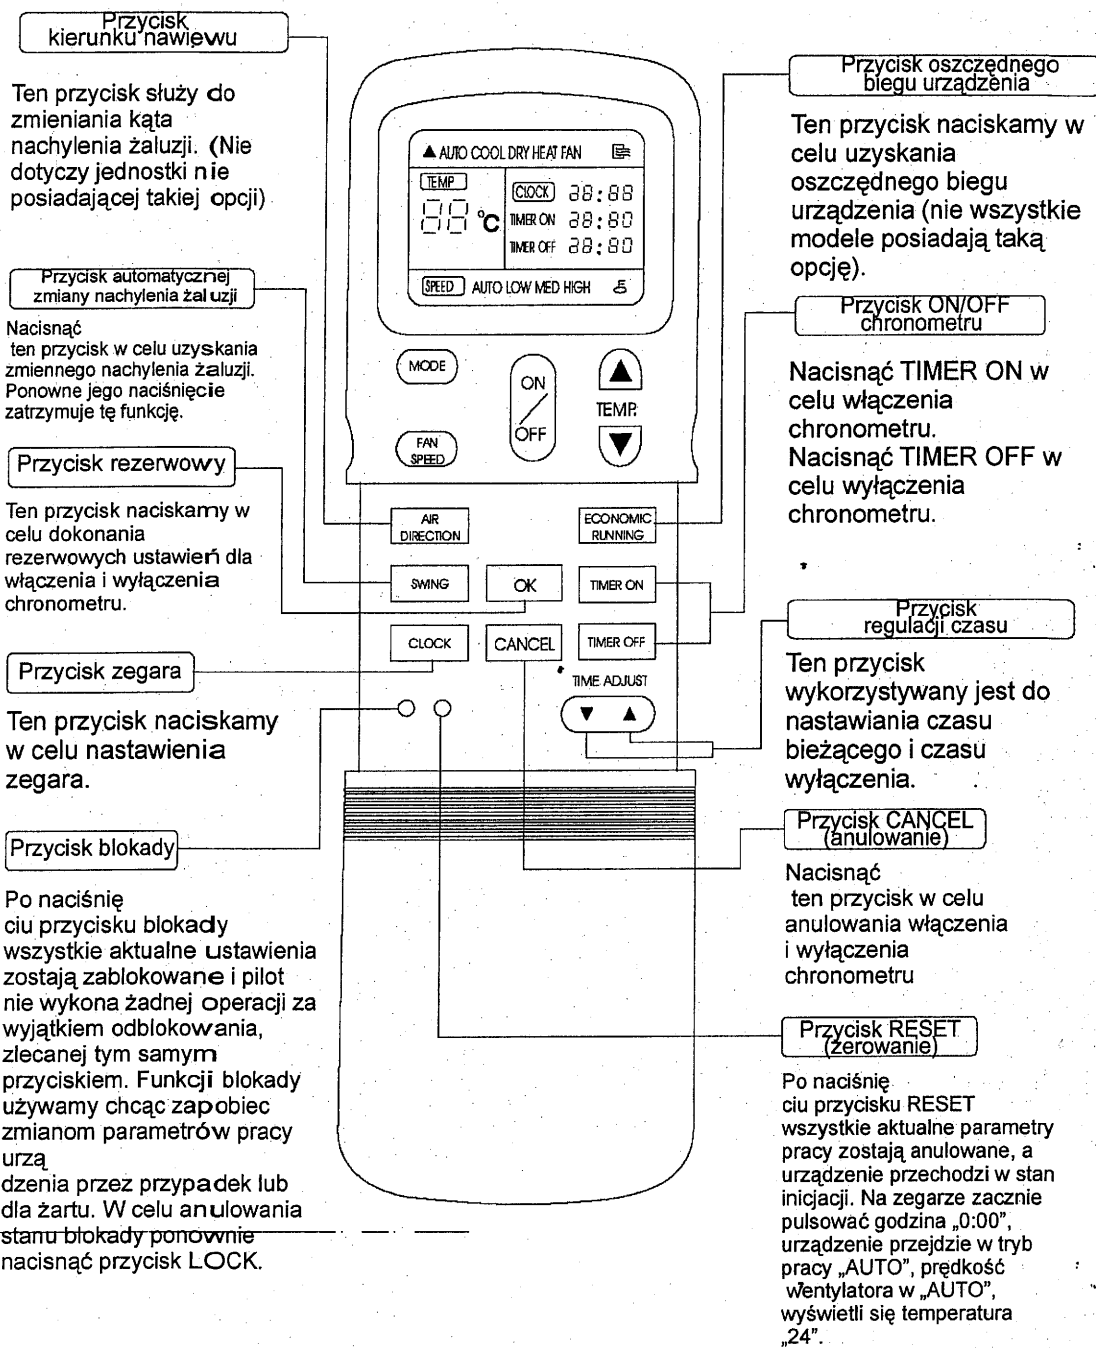 Przycisk
kierunku nawiewu
Ten przycisk służy do
zmieniania kąta
nachylenia żaluzji. (Nie
dotyczy jednostki nie
posiadającej takiej opcji)
Przycisk automatycznej
zmiany nachylenia żaluzji
Nacisnąć
ten przycisk w celu uzyskania
zmiennego nachylenia żaluzji.
Ponowne jego naciśnięcie
zatrzymuje tę funkcję.
Przycisk rezerwowy
Ten przycisk naciskamy w
celu dokonania
rezerwowych ustawień dla
włączenia i wyłączenia
chronometru.
Przycisk zegara
Ten przycisk naciskamy
w celu nastawienia
zegara.
Przycisk blokady
Po naciśnię
ciu przycisku blokady
wszystkie aktualne ustawienia
zostają zablokowane i pilot
nie wykona żadnej operacji za
wyjątkiem odblokowania,
zlecanej tym samym
przyciskiem. Funkcji blokady
używamy chcąc zapobiec
zmianom parametrów pracy
urzą
dzenia przez przypadek lub
dla żartu. W celu anulowania
stanu blokady ponownie
nacisnąć przycisk LOCK.
▲ AUTO COOL DRY HEAT FAN
TEMP
88 °C
CLOCK 88:88
TIMER ON 88:80
TIMER OFF 88:80
SPEED AUTO LOW MED HIGH
MODE
ON
OFF
▲
TEMP.
▼
FAN
SPEED
AIR
DIRECTION
ECONOMIC
RUNNING
SWING
OK
TIMER ON
CLOCK
CANCEL
TIMER OFF
TIME ADJUST
▼ ▲
Przycisk oszczędnego
biegu urządzenia
Ten przycisk naciskamy w
celu uzyskania
oszczędnego biegu
urządzenia (nie wszystkie
modele posiadają taką
opcję).
Przycisk ON/OFF
chronometru
Nacisnąć TIMER ON w
celu włączenia
chronometru.
Nacisnąć TIMER OFF w
celu wyłączenia
chronometru.
Przycisk
regulacji czasu
Ten przycisk
wykorzystywany jest do
nastawiania czasu
bieżącego i czasu
wyłączenia.
Przycisk CANCEL
(anulowanie)
Nacisnąć
ten przycisk w celu
anulowania włączenia
i wyłączenia
chronometru
Przycisk RESET
(zerowanie)
Po naciśnię
ciu przycisku RESET
wszystkie aktualne parametry
pracy zostają anulowane, a
urządzenie przechodzi w stan
inicjacji. Na zegarze zacznie
pulsować godzina „0:00”,
urządzenie przejdzie w tryb
pracy „AUTO”, prędkość
wentylatora w „AUTO”,
wyświetli się temperatura
„24”.